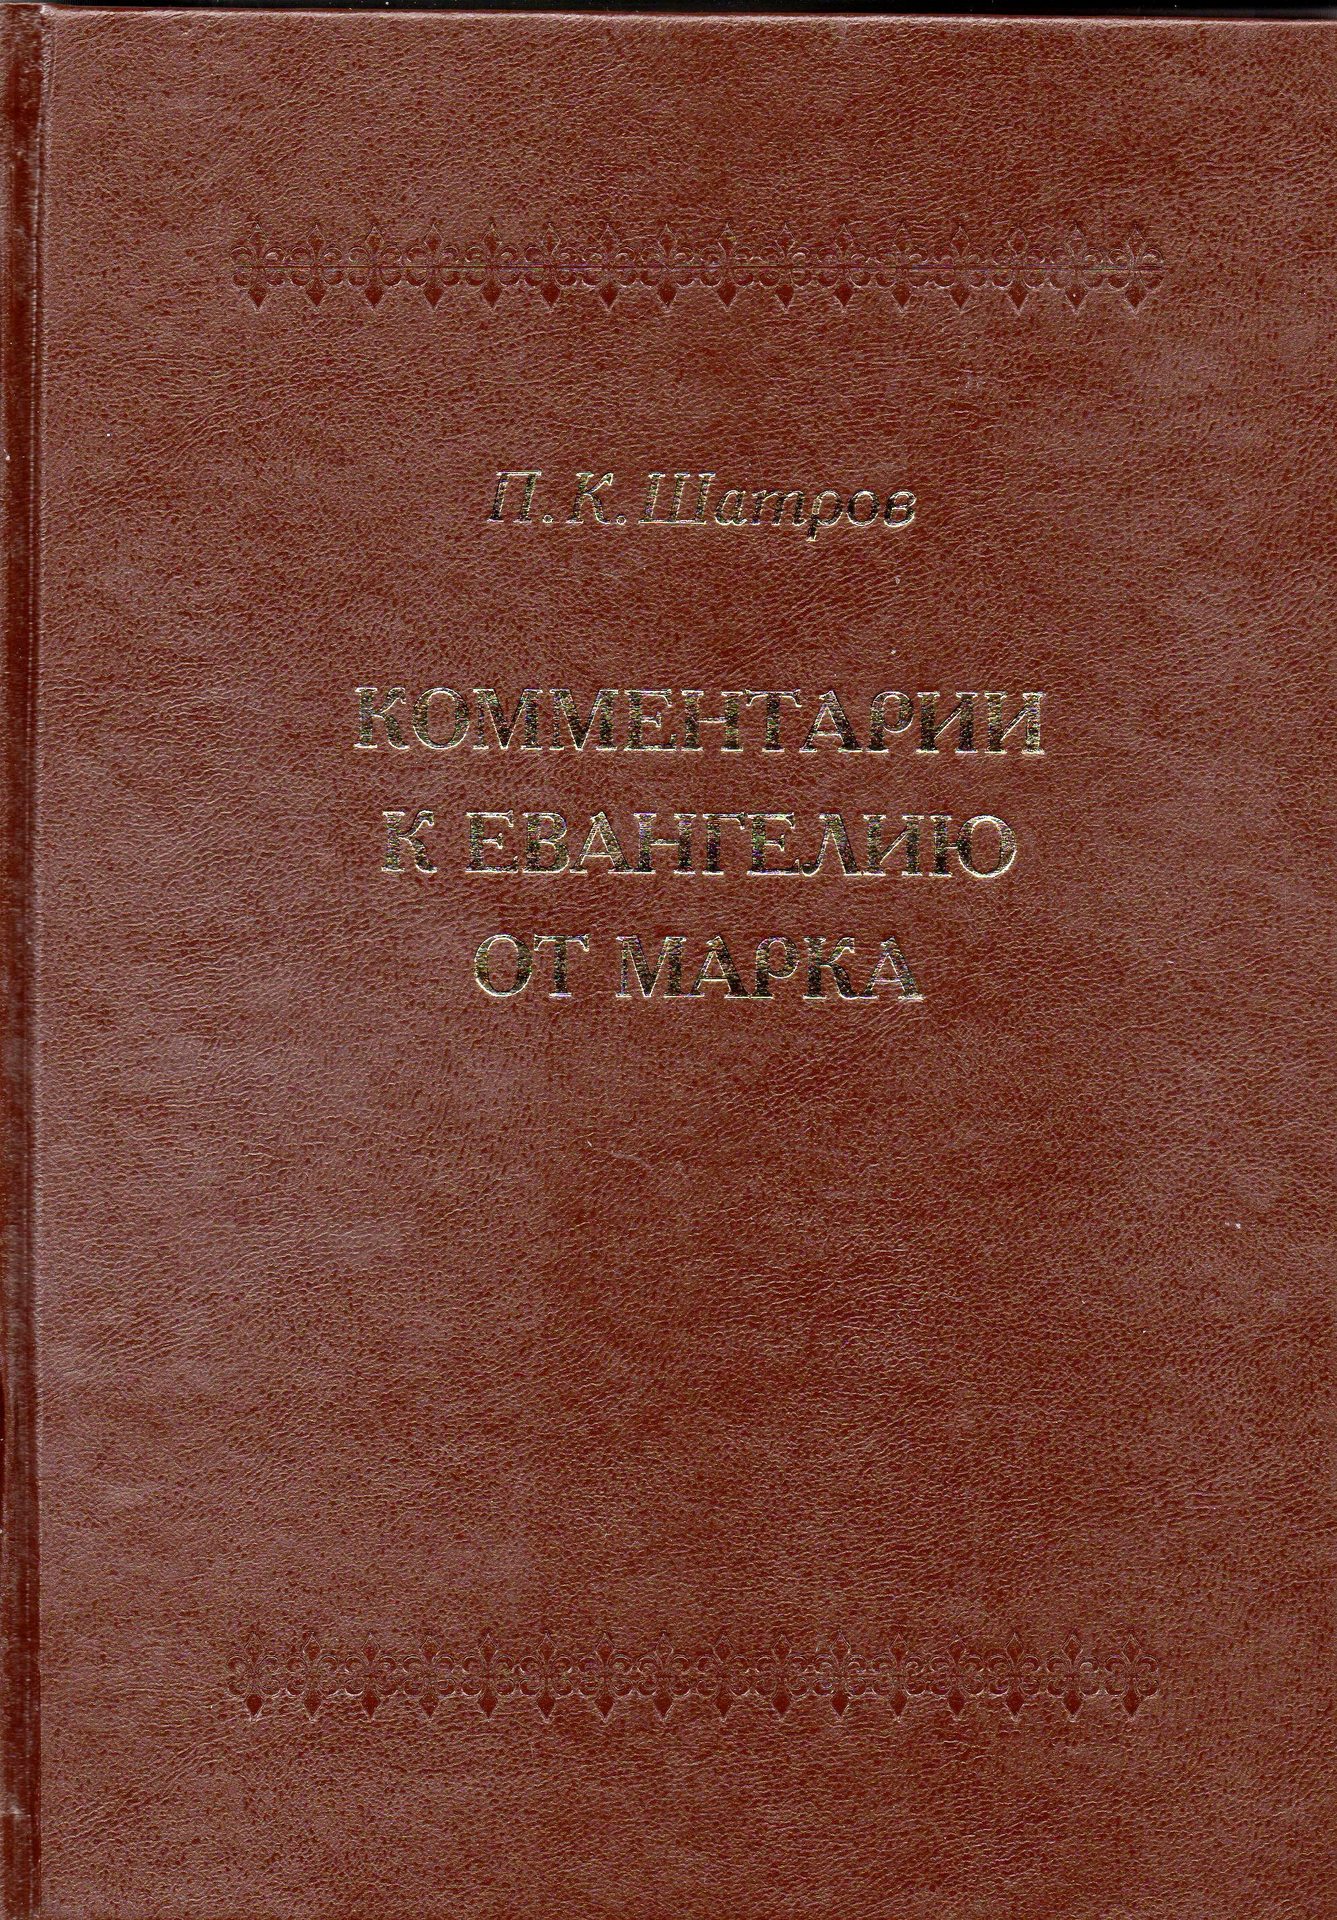 П. К. Шатров
КОММЕНТАРИИ
К ЕВАНГЕЛИЮ
ОТ МАРКА